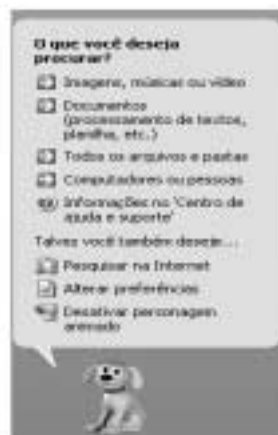 O que você deseja
procurar?
Imagens, músicas ou vídeo
Documentos
(processamento de textos,
planilha, etc.)
Todos os arquivos e pastas
Computadores ou pessoas
Informações no 'Centro de
ajuda e suporte'
Talvez você também deseje...
Pesquisar na Internet
Alterar preferências
Desativar personagem
animado